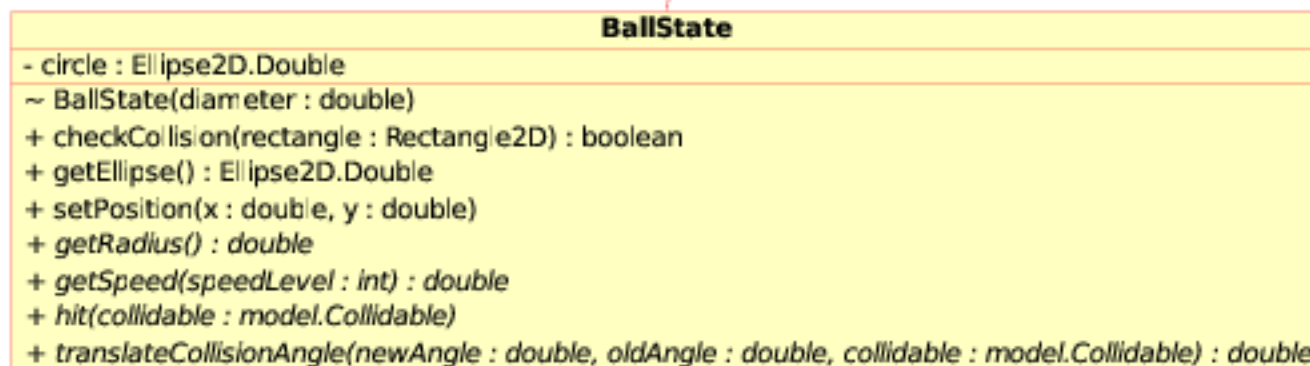 BallState
- circle : Ellipse2D.Double
~ BallState(diameter : double)
+ checkCollision(rectangle : Rectangle2D) : boolean
+ getEllipse() : Ellipse2D.Double
+ setPosition(x : double, y : double)
+ getRadius() : double
+ getSpeed(speedLevel : int) : double
+ hit(collidable : model.Collidable)
+ translateCollisionAngle(newAngle : double, oldAngle : double, collidable : model.Collidable) : double